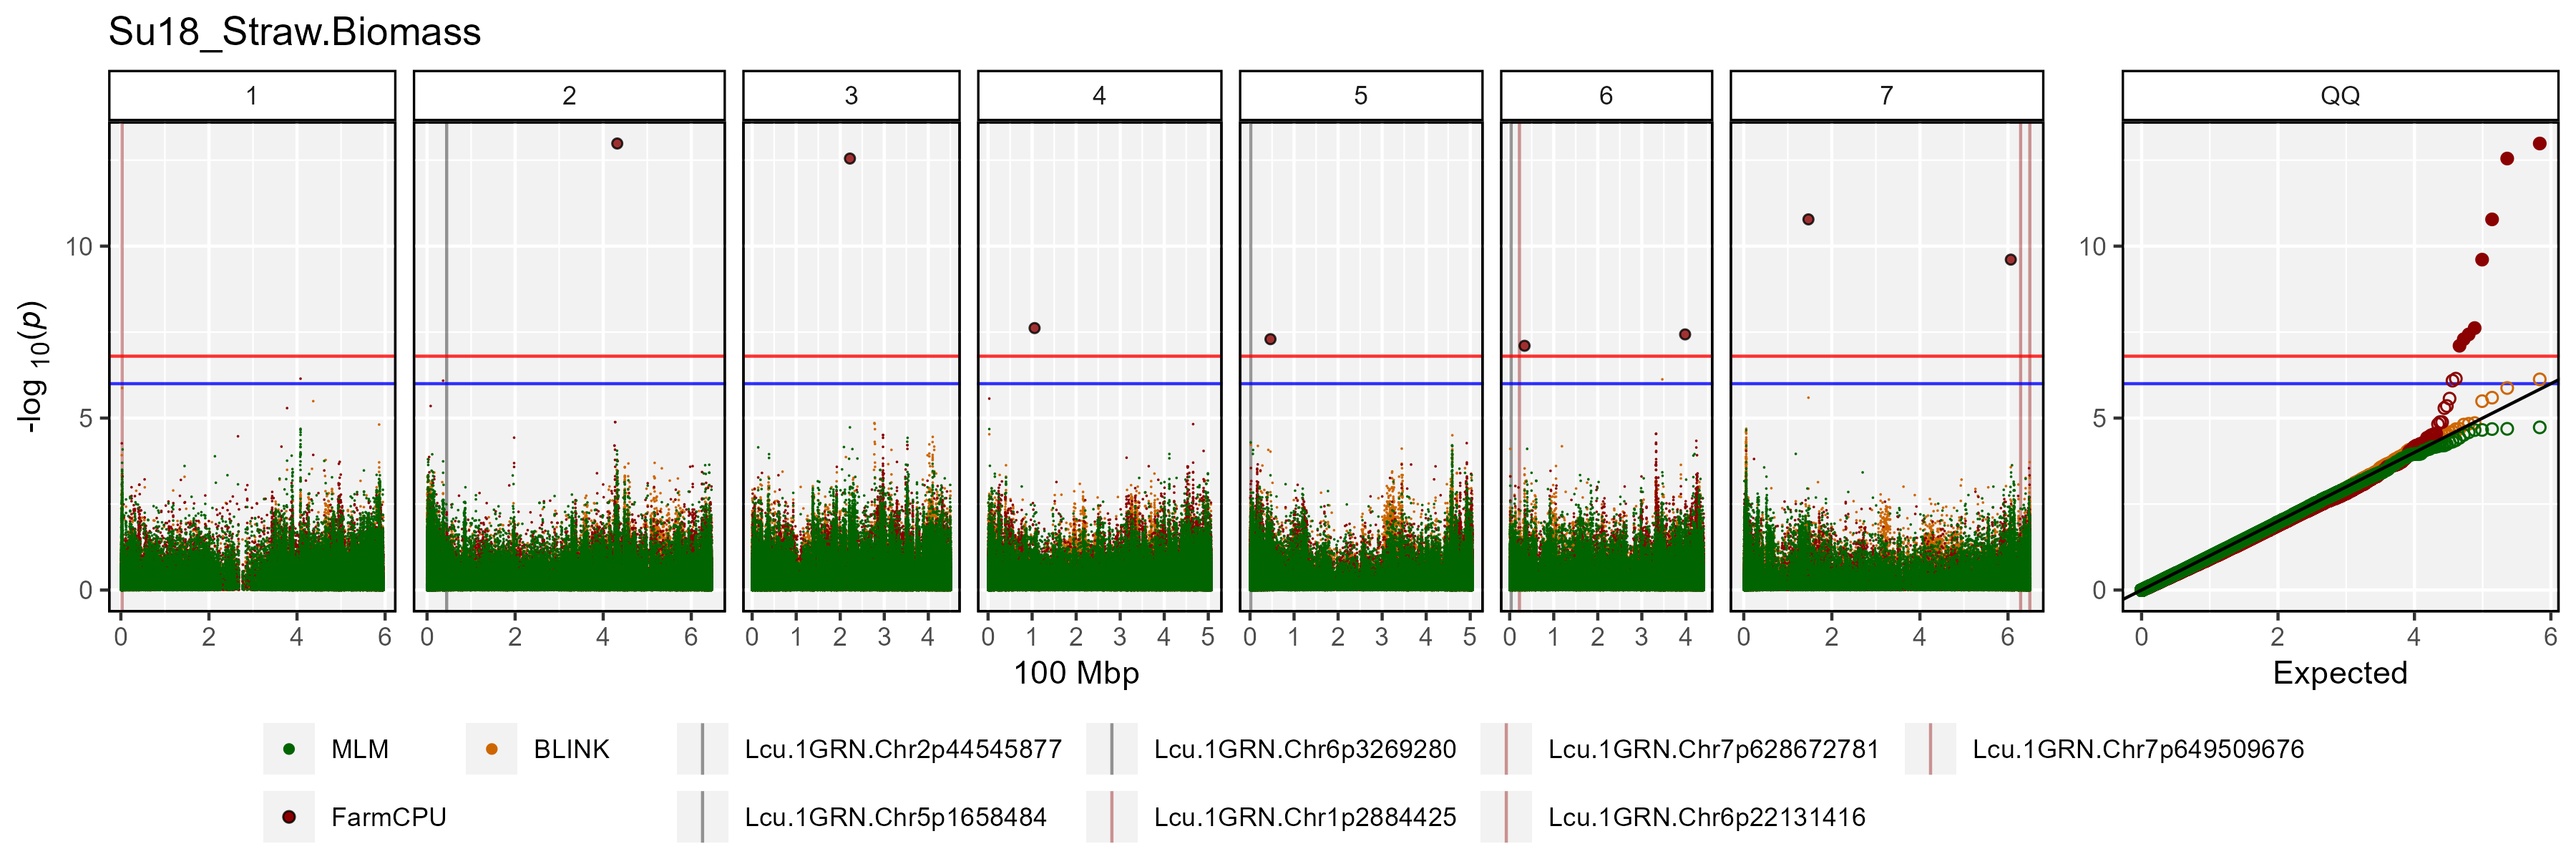 Su18_Straw.Biomass
1 2 3 4 5 6 7 QQ
10 10
5 5
0 0
-log 10(p)
0 2 4 6 0 2 4 6 0 1 2 3 4 0 1 2 3 4 5 0 1 2 3 4 5 0 1 2 3 4 0 2 4 6 0 2 4 6
100 Mbp Expected
MLM BLINK Lcu.1GRN.Chr2p44545877 Lcu.1GRN.Chr6p3269280 Lcu.1GRN.Chr7p628672781 Lcu.1GRN.Chr7p649509676
FarmCPU Lcu.1GRN.Chr5p1658484 Lcu.1GRN.Chr1p2884425 Lcu.1GRN.Chr6p22131416